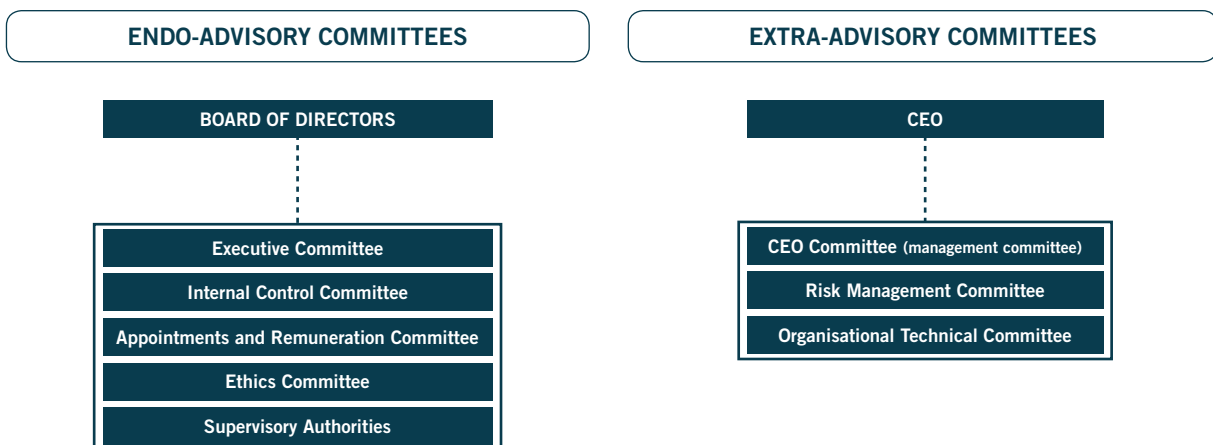 ENDO-ADVISORY COMMITTEES
BOARD OF DIRECTORS
Executive Committee
Internal Control Committee
Appointments and Remuneration Committee
Ethics Committee
Supervisory Authorities
EXTRA-ADVISORY COMMITTEES
CEO
CEO Committee (management committee)
Risk Management Committee
Organisational Technical Committee